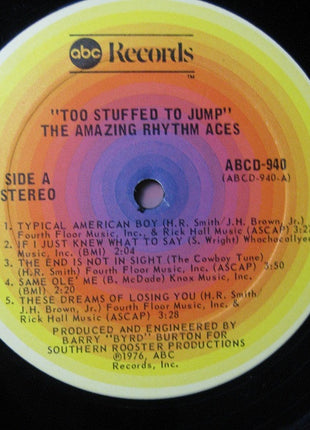 abc Records
TM
"TOO STUFFED TO JUMP"
THE AMAZING RHYTHM ACES
ABCD-940
(ABCD-940-A)
SIDE A
STEREO
1. TYPICAL AMERICAN BOY (H.R. Smith/J.H. Brown, Jr.)
Fourth Floor Music, Inc. & Rick Hall Music (ASCAP)
2. IF I JUST KNEW WHAT TO SAY (S. Wright) Whachacallyea
Music, Inc. (BMI) 2:04
3. THE END IS NOT IN SIGHT (The Cowboy Tune)
(H.R. Smith) Fourth Floor Music, Inc. (ASCAP) 3:50
4. SAME OLE' ME (B. McDade) Knox Music, Inc.
(BMI) 2:20
5. THESE DREAMS OF LOSING YOU (H.R. Smith/
J.H. Brown, Jr.) Fourth Floor Music, Inc. &
Rick Hall Music (ASCAP) 3:28
PRODUCED AND ENGINEERED BY
BARRY "BYRD" BURTON FOR
SOUTHERN ROOSTER PRODUCTIONS
℗1976, ABC
Records, Inc.